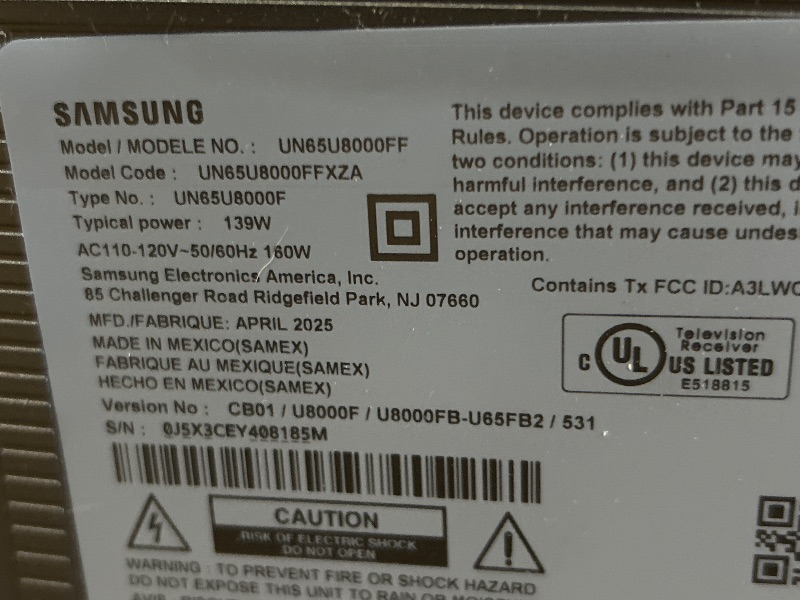 SAMSUNG
Model / MODELE NO. : UN65U8000FF
Model Code : UN65U8000FFXZA
Type No. : UN65U8000F
Typical power : 139W
AC110-120V~50/60Hz 160W
Samsung Electronics America, Inc.
85 Challenger Road Ridgefield Park, NJ 07660
MFD./FABRIQUE: APRIL 2025
MADE IN MEXICO(SAMEX)
FABRIQUE AU MEXIQUE(SAMEX)
HECHO EN MEXICO(SAMEX)
Version No : CB01 / U8000F / U8000FB-U65FB2 / 531
S/N : 0J5X3CEY408185M
This device complies with Part 15
Rules. Operation is subject to the
two conditions: (1) this device may
harmful interference, and (2) this d
accept any interference received, i
interference that may cause undes
operation.
Contains Tx FCC ID:A3LWC
C UL US LISTED
Television
Receiver
E518815
CAUTION
RISK OF ELECTRIC SHOCK
DO NOT OPEN
WARNING : TO PREVENT FIRE OR SHOCK HAZARD
DO NOT EXPOSE THIS UNIT TO RAIN OR MOISTURE